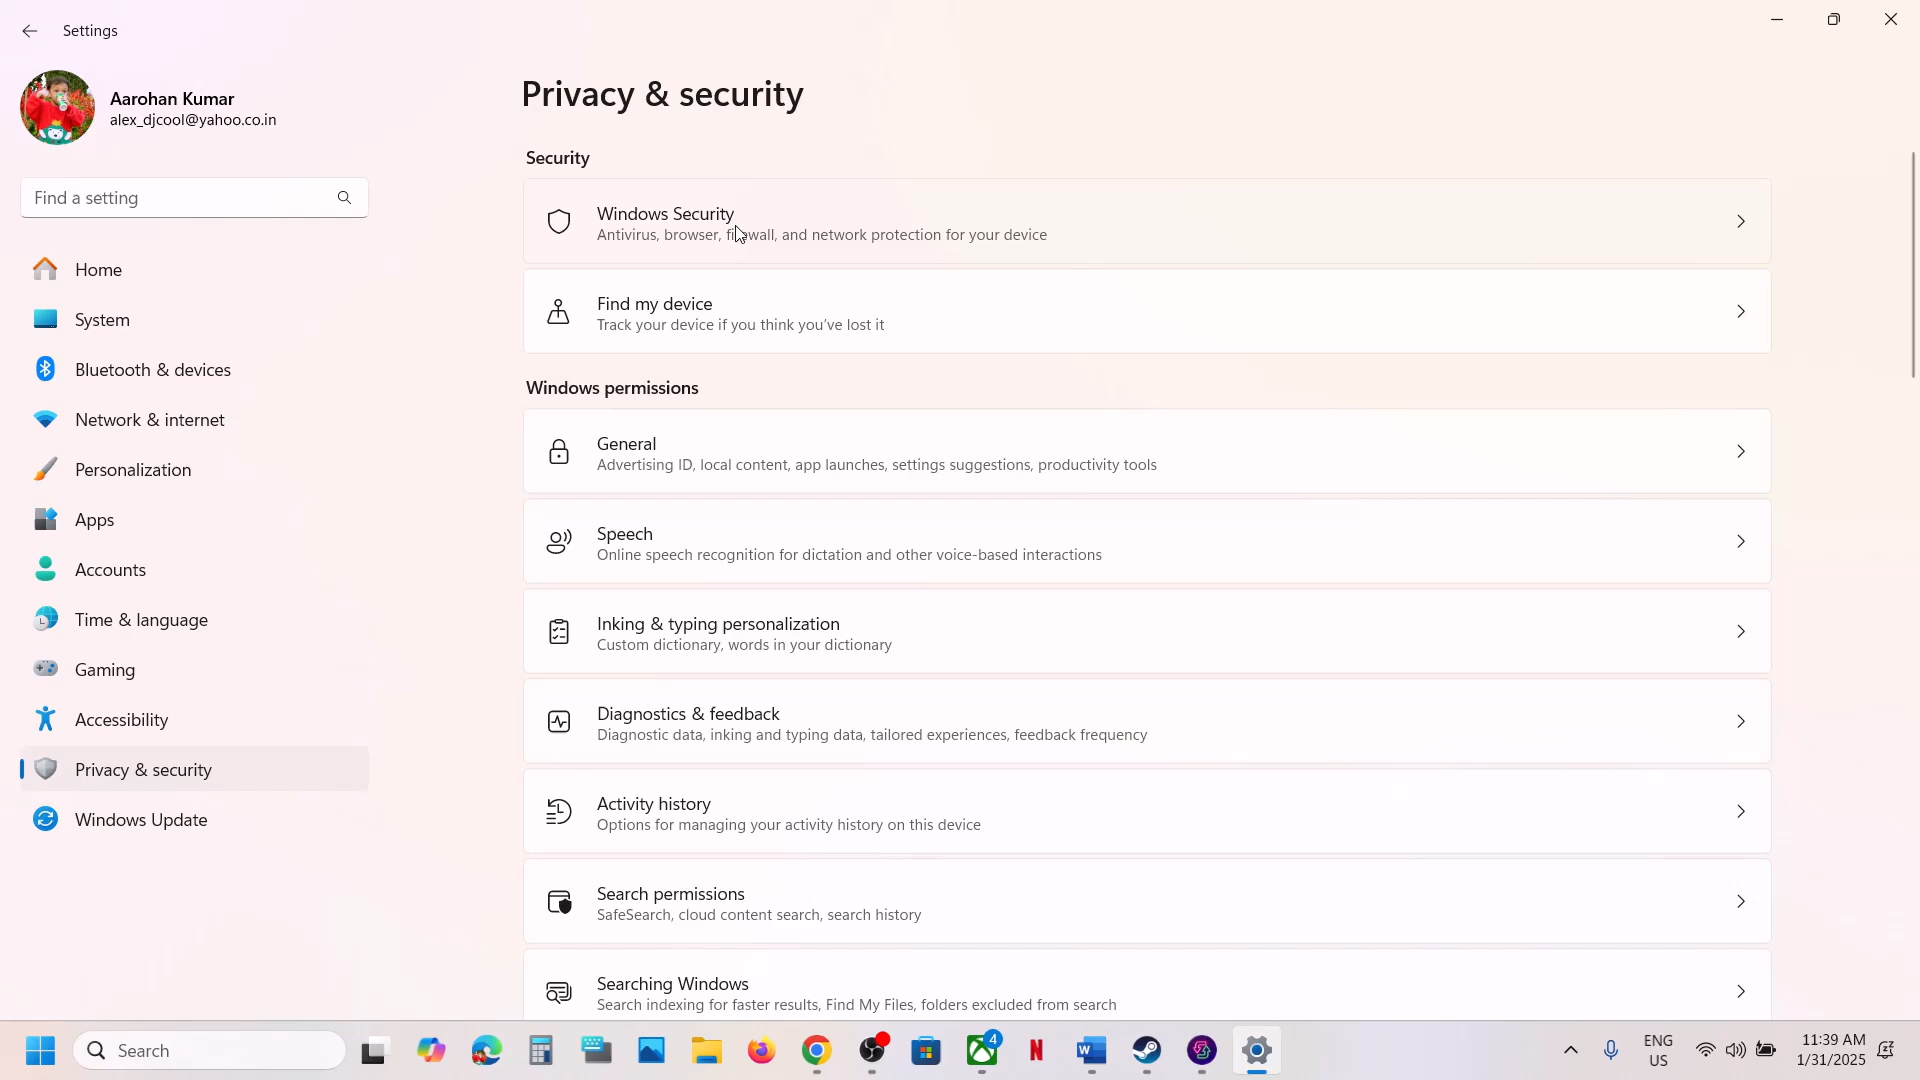 Settings
Aarohan Kumar
alex_djcool@yahoo.co.in
Find a setting
Home
System
Bluetooth & devices
Network & internet
Personalization
Apps
Accounts
Time & language
Gaming
Accessibility
Privacy & security
Windows Update
Privacy & security
Security
Windows Security
Antivirus, browser, firewall, and network protection for your device
Find my device
Track your device if you think you've lost it
Windows permissions
General
Advertising ID, local content, app launches, settings suggestions, productivity tools
Speech
Online speech recognition for dictation and other voice-based interactions
Inking & typing personalization
Custom dictionary, words in your dictionary
Diagnostics & feedback
Diagnostic data, inking and typing data, tailored experiences, feedback frequency
Activity history
Options for managing your activity history on this device
Search permissions
SafeSearch, cloud content search, search history
Searching Windows
Search indexing for faster results, Find My Files, folders excluded from search
Search
4
N
W
ENG
US
11:39 AM
1/31/2025